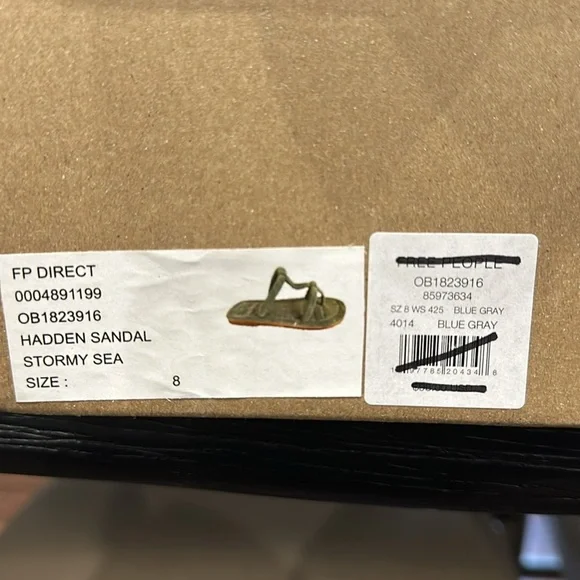 FP DIRECT
0004891199
OB1823916
HADDEN SANDAL
STORMY SEA
SIZE : 8
FREE PEOPLE
OB1823916
85973634
SZ 8 WS 425 BLUE GRAY
4014 BLUE GRAY